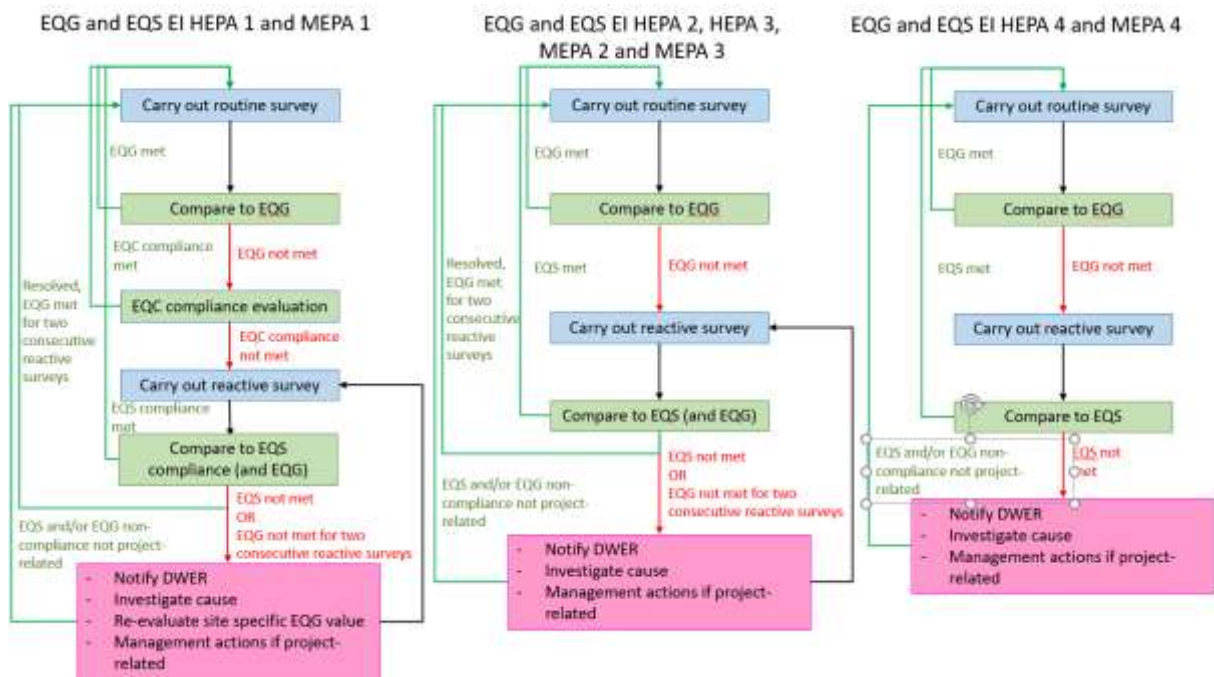 EQG and EQS EI HEPA 1 and MEPA 1
Carry out routine survey
EQG met
Compare to EQG
EQC compliance
met
EQG not met
Resolved,
EQG met
for two
consecutive
reactive
surveys
EQC compliance evaluation
EQC compliance
not met
Carry out reactive survey
EQS compliance
met
Compare to EQS
compliance (and EQG)
EQS not met
OR
EQG not met for two
consecutive reactive surveys
EQS and/or EQG non-
compliance not project-
related
- Notify DWER
- Investigate cause
- Re-evaluate site specific EQG value
- Management actions if project-
related
EQG and EQS EI HEPA 2, HEPA 3,
MEPA 2 and MEPA 3
Carry out routine survey
EQG met
Compare to EQG
Resolved,
EQG met
for two
consecutive
reactive
surveys
EQS met
EQG not met
Carry out reactive survey
Compare to EQS (and EQG)
EQS not met
OR
EQG not met for two
consecutive reactive surveys
EQS and/or EQG non-
compliance not project-
related
- Notify DWER
- Investigate cause
- Management actions if project-
related
EQG and EQS EI HEPA 4 and MEPA 4
Carry out routine survey
EQG met
Compare to EQG
EQS met
EQG not met
Carry out reactive survey
Compare to EQS
EQS and/or EQG non-
compliance not project-
related
EQS not
met
- Notify DWER
- Investigate cause
- Management actions if project-
related